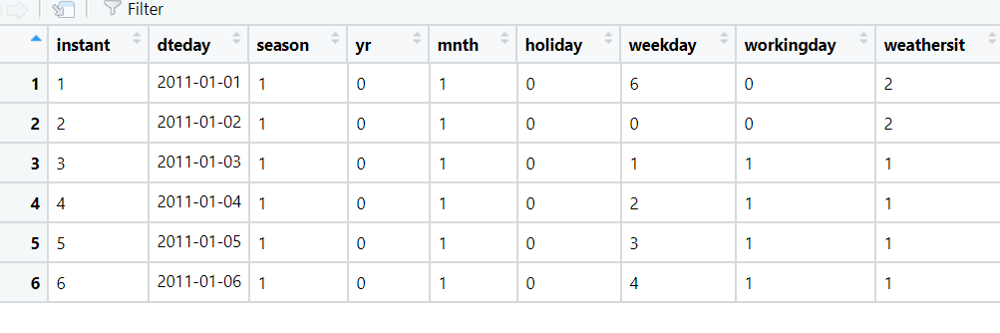 Filter
instant dteday season yr mnth holiday weekday workingday weathersit
1 1 2011-01-01 1 0 1 0 6 0 2
2 2 2011-01-02 1 0 1 0 0 0 2
3 3 2011-01-03 1 0 1 0 1 1 1
4 4 2011-01-04 1 0 1 0 2 1 1
5 5 2011-01-05 1 0 1 0 3 1 1
6 6 2011-01-06 1 0 1 0 4 1 1